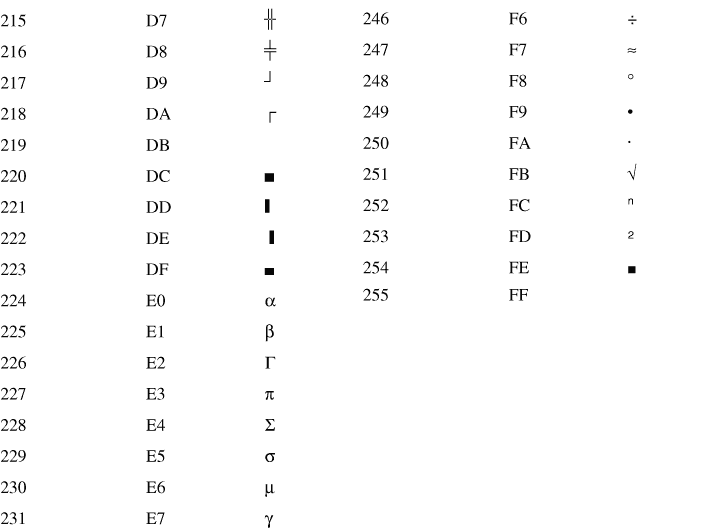 215 D7 ╫
216 D8 ╪
217 D9 ┘
218 DA ┌
219 DB
220 DC ▄
221 DD ▌
222 DE ▐
223 DF ▄
224 E0 α
225 E1 β
226 E2 Γ
227 E3 π
228 E4 Σ
229 E5 σ
230 E6 μ
231 E7 γ
246 F6 ÷
247 F7 ≈
248 F8 °
249 F9 •
250 FA ·
251 FB √
252 FC ⁿ
253 FD ²
254 FE ■
255 FF